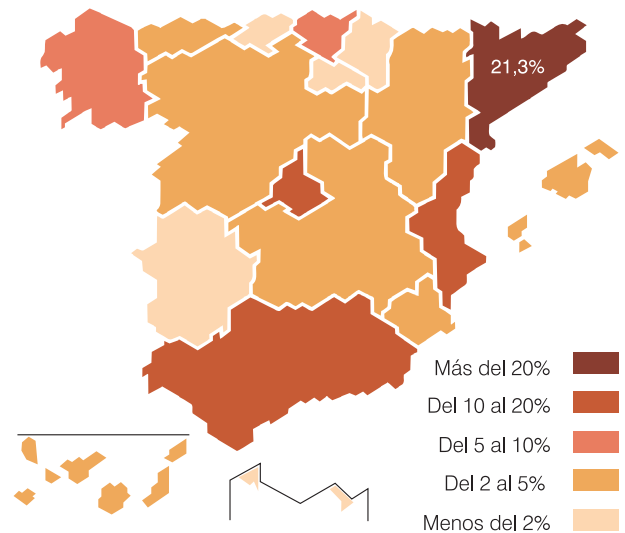 21,3%
Más del 20%
Del 10 al 20%
Del 5 al 10%
Del 2 al 5%
Menos del 2%